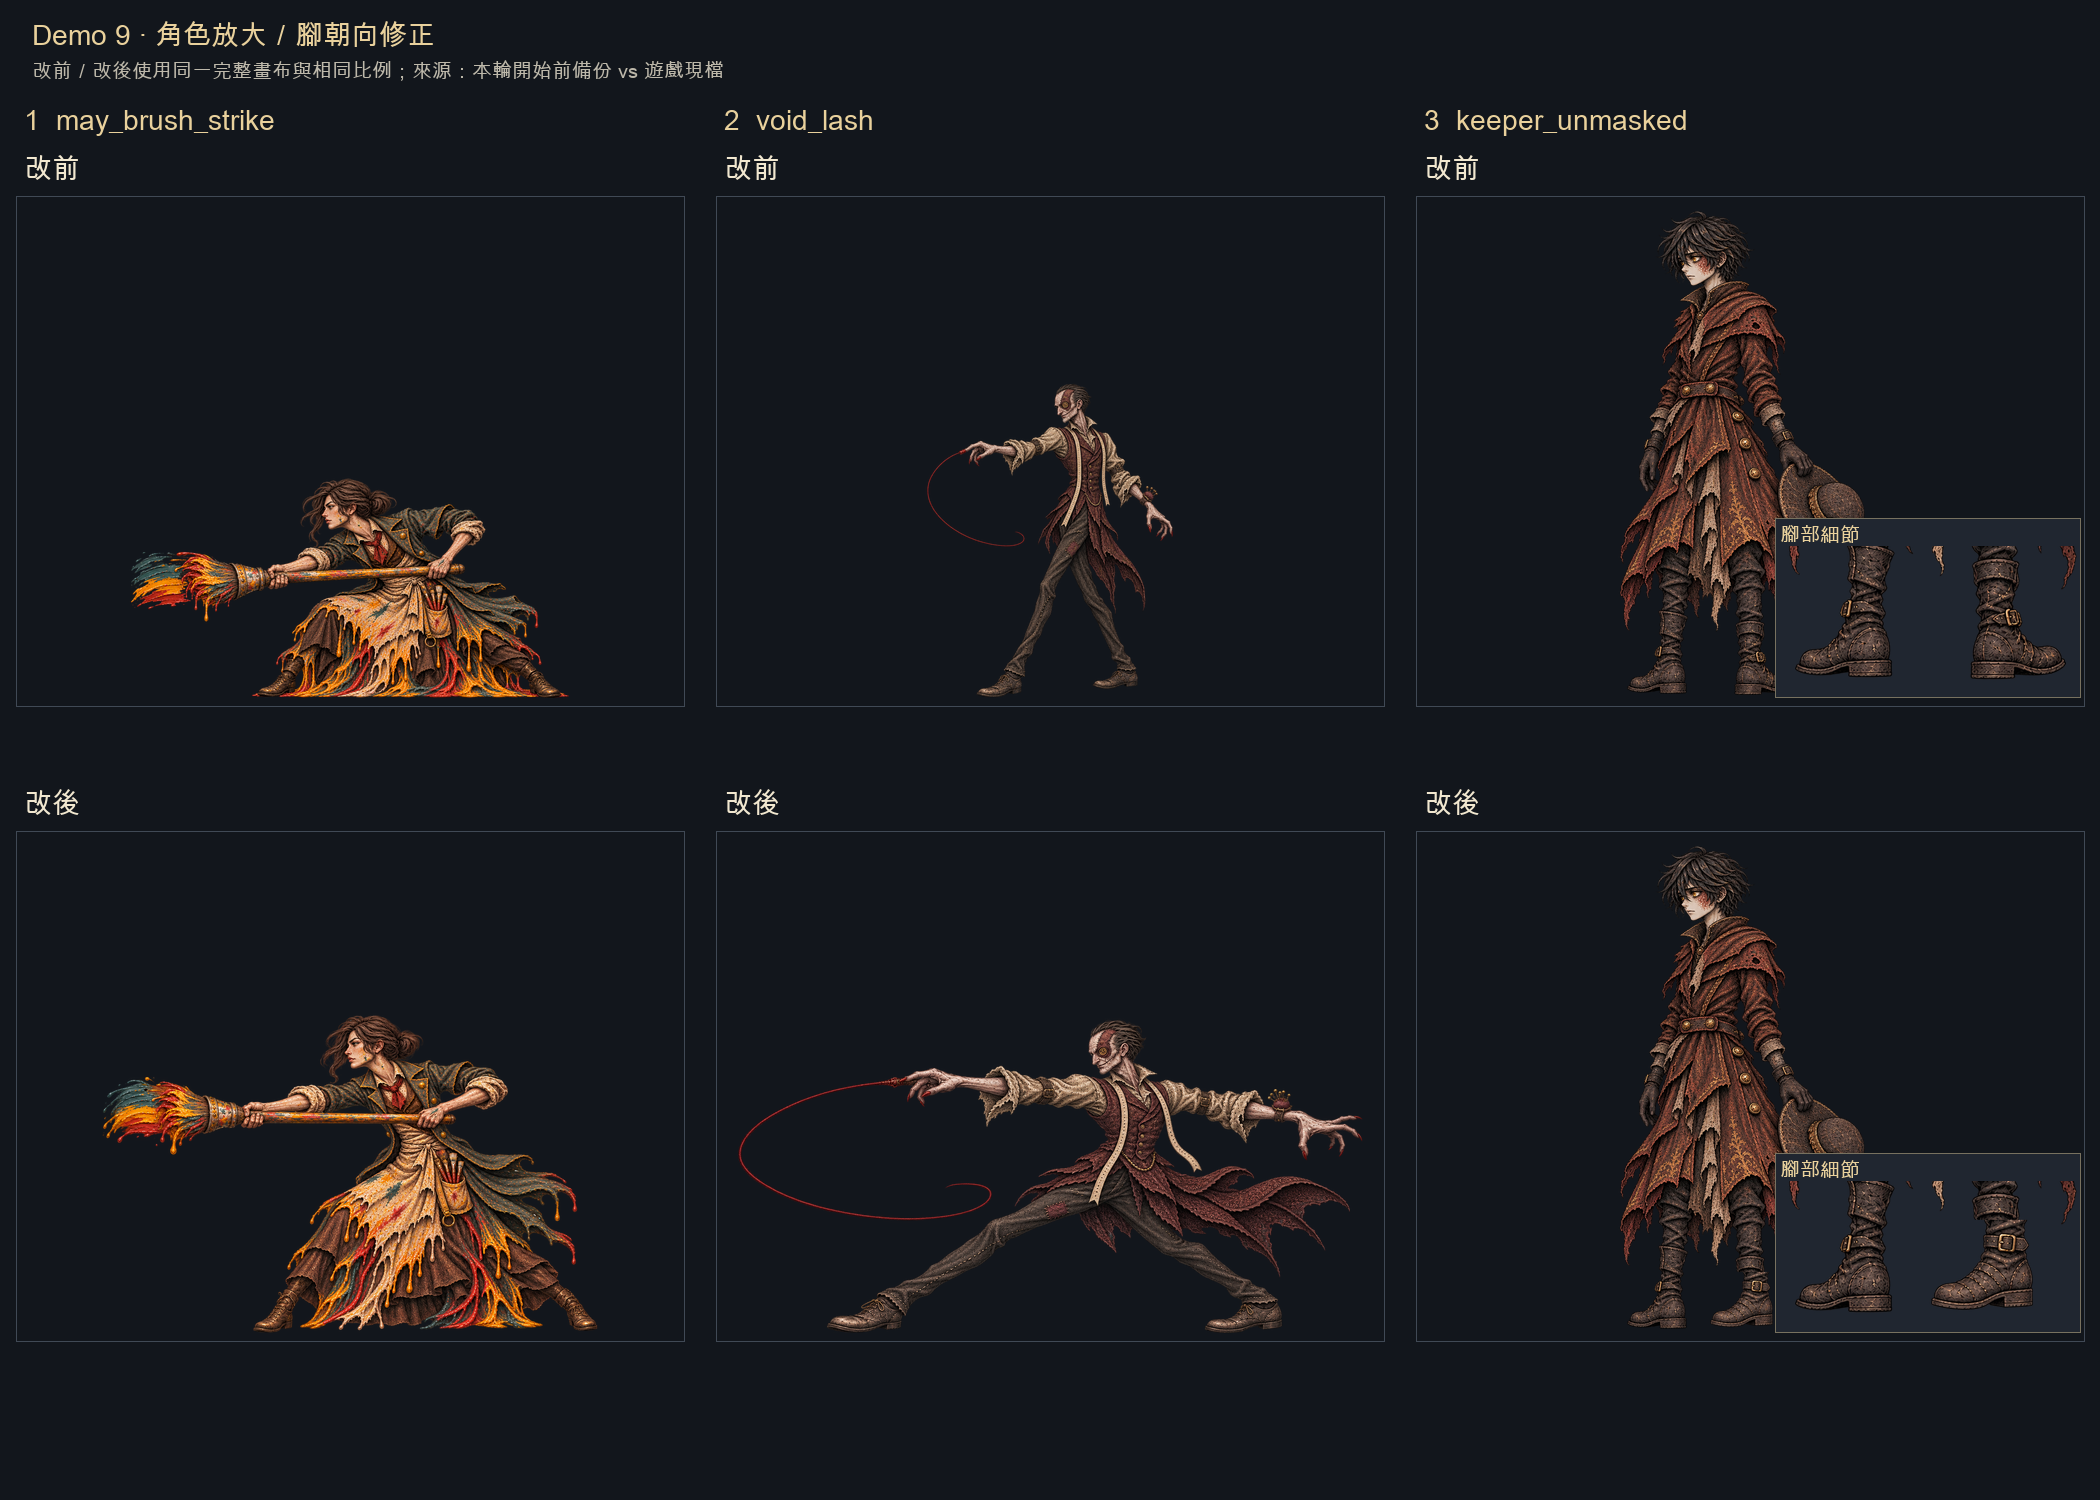 Demo 9 · 角色放大 / 腳朝向修正
改前 / 改後使用同一完整畫布與相同比例；來源：本輪開始前備份 vs 遊戲現檔
1 may_brush_strike
改前
2 void_lash
改前
3 keeper_unmasked
改前
腳部細節
改後
改後
改後
腳部細節